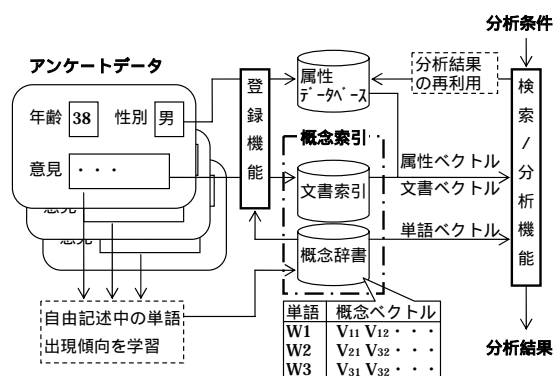 分析条件
アンケートデータ
年齢 38 性別 男
意見 ・・・
意見
意見
登録機能
属性
データベース
分析結果
の再利用
検索/分析機能
概念索引
文書索引
概念辞書
属性ベクトル
文書ベクトル
単語ベクトル
自由記述中の単語
出現傾向を学習
単語 概念ベクトル
W1 V11 V12・・・
W2 V21 V32・・・
W3 V31 V32・・・
分析結果